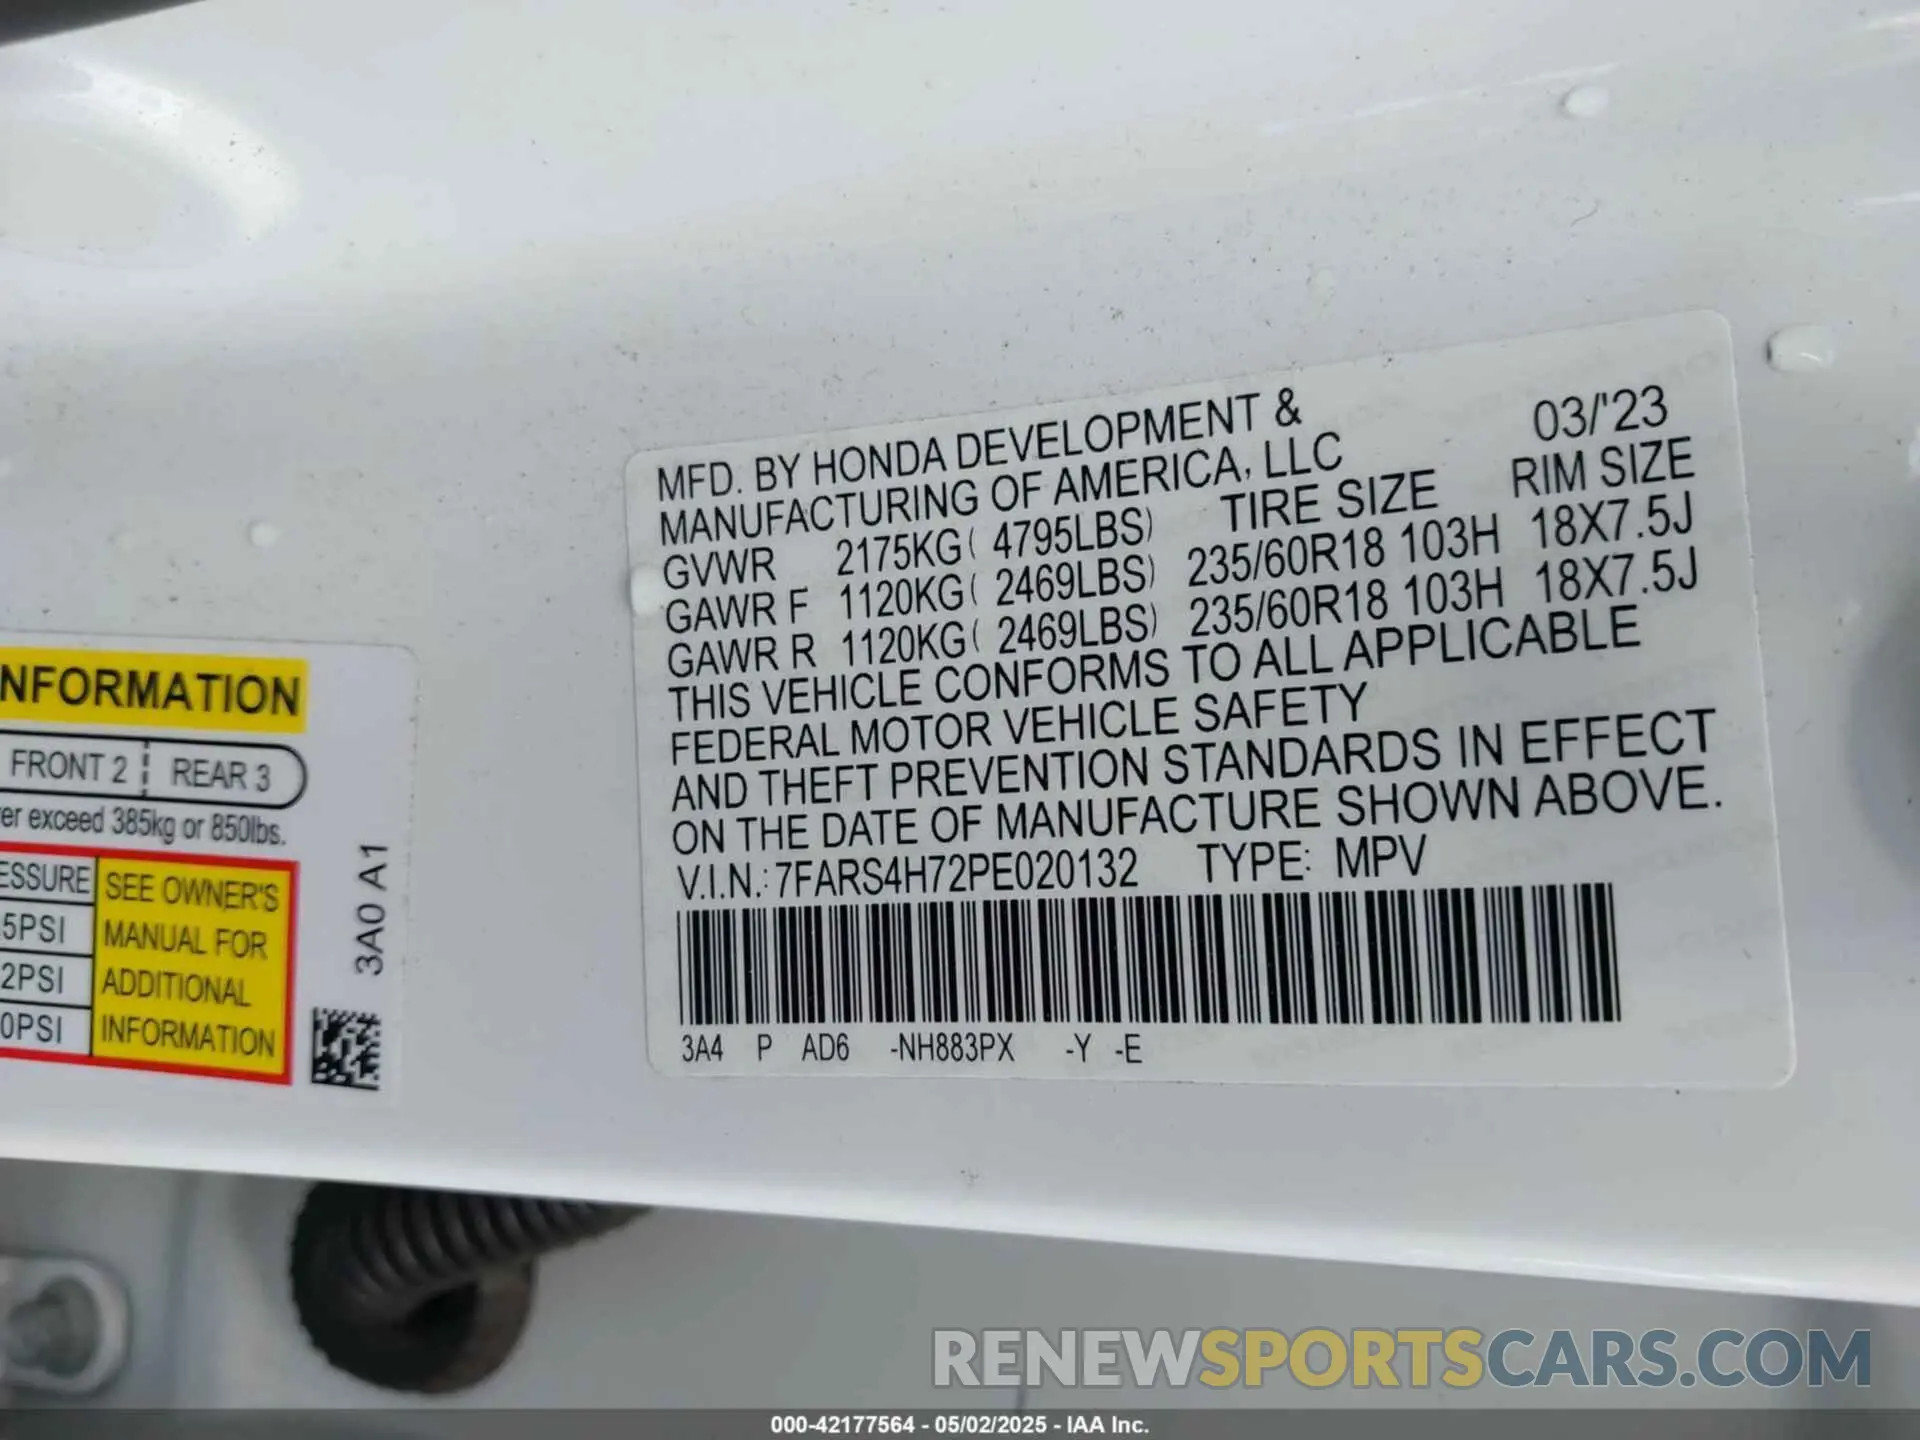 MFD. BY HONDA DEVELOPMENT &
MANUFACTURING OF AMERICA, LLC 03/'23
GVWR 2175KG( 4795LBS) TIRE SIZE RIM SIZE
GAWR F 1120KG( 2469LBS) 235/60R18 103H 18X7.5J
GAWR R 1120KG( 2469LBS) 235/60R18 103H 18X7.5J
THIS VEHICLE CONFORMS TO ALL APPLICABLE
FEDERAL MOTOR VEHICLE SAFETY
AND THEFT PREVENTION STANDARDS IN EFFECT
ON THE DATE OF MANUFACTURE SHOWN ABOVE.
V.I.N.: 7FARS4H72PE020132 TYPE: MPV
3A4 P AD6 -NH883PX -Y -E
NFORMATION
FRONT 2 REAR 3
er exceed 385kg or 850lbs.
ESSURE
5PSI
2PSI
0PSI
SEE OWNER'S
MANUAL FOR
ADDITIONAL
INFORMATION
3A0 A1
RENEWSPORTSCARS.COM
000-42177564 - 05/02/2025 - IAA Inc.